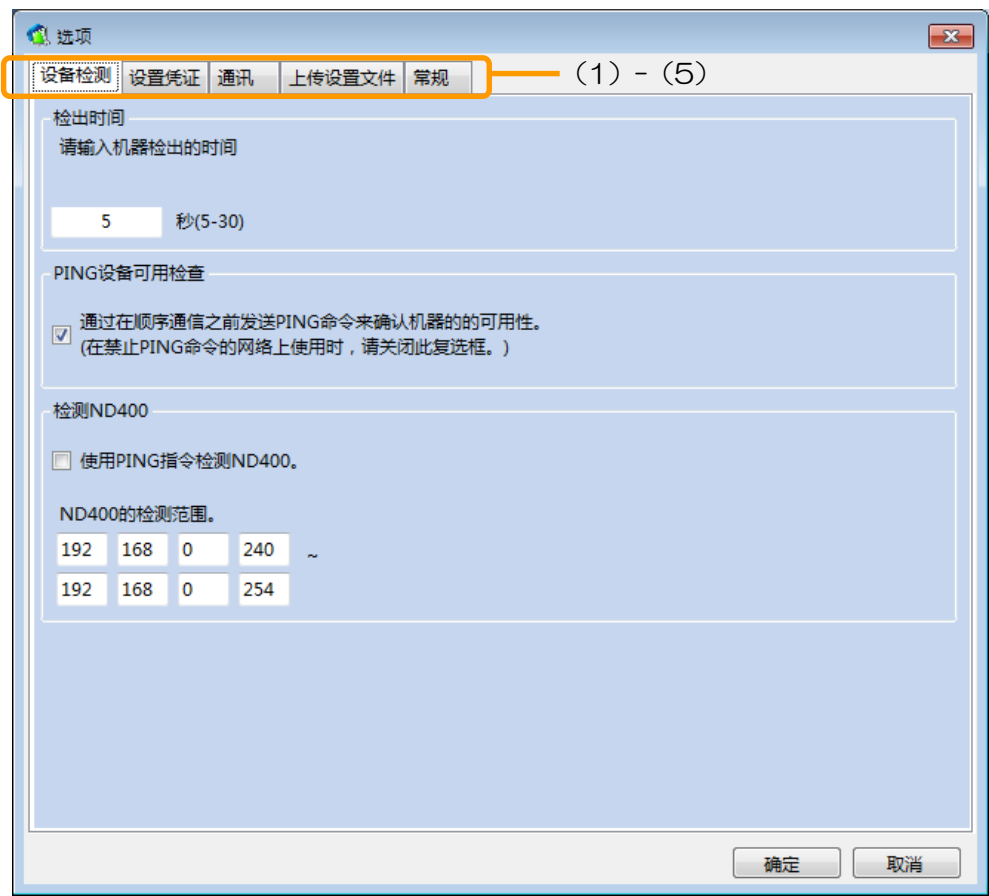 选项
设备检测 设置凭证 通讯 上传设置文件 常规 (1) - (5)
检出时间
请输入机器检出的时间
5 秒(5-30)
PING设备可用检查
通过在顺序通信之前发送PING命令来确认机器的的可用性。
(在禁止PING命令的网络上使用时，请关闭此复选框。)
检测ND400
使用PING指令检测ND400。
ND400的检测范围。
192 168 0 240 ~
192 168 0 254
确定 取消